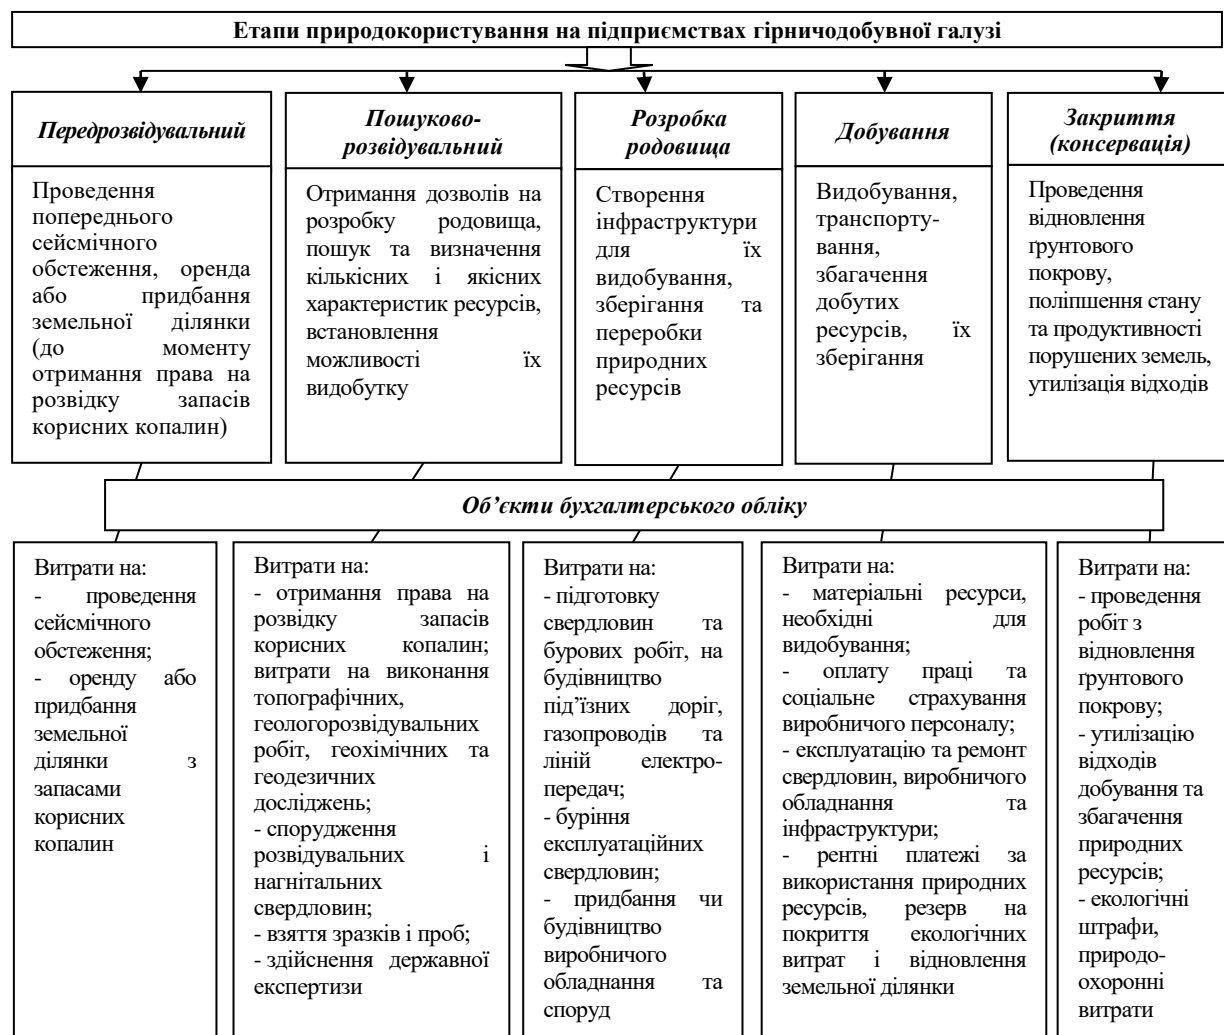 Етапи природокористування на підприємствах гірничодобувної галузі
Передрозвідувальний
Проведення
попереднього
сейсмічного
обстеження, оренда
або придбання
земельної ділянки
(до моменту
отримання права на
розвідку запасів
корисних копалин)
Пошуково-
розвідувальний
Отримання дозволів на
розробку родовища,
пошук та визначення
кількісних і якісних
характеристик ресурсів,
встановлення
можливості їх
видобутку
Розробка
родовища
Створення
інфраструктури
для їх
видобування,
зберігання та
переробки
природних
ресурсів
Добування
Видобування,
транспорту-
вання,
збагачення
добутих
ресурсів, їх
зберігання
Закриття
(консервація)
Проведення
відновлення
ґрунтового
покрову,
поліпшення стану
та продуктивності
порушених земель,
утилізація відходів
Об’єкти бухгалтерського обліку
Витрати на:
- проведення
сейсмічного
обстеження;
- оренду або
придбання
земельної
ділянки з
запасами
корисних
копалин
Витрати на:
- отримання права на
розвідку запасів
корисних копалин;
витрати на виконання
топографічних,
геологорозвідувальних
робіт, геохімічних та
геодезичних
досліджень;
- спорудження
розвідувальних і
нагнітальних
свердловин;
- взяття зразків і проб;
- здійснення державної
експертизи
Витрати на:
- підготовку
свердловин та
бурових робіт, на
будівництво
під’їзних доріг,
газопроводів та
ліній електро-
передач;
- буріння
експлуатаційних
свердловин;
- придбання чи
будівництво
виробничого
обладнання та
споруд
Витрати на:
- матеріальні ресурси,
необхідні для
видобування;
- оплату праці та
соціальне страхування
виробничого персоналу;
- експлуатацію та ремонт
свердловин, виробничого
обладнання та
інфраструктури;
- рентні платежі за
використання природних
ресурсів, резерв на
покриття екологічних
витрат і відновлення
земельної ділянки
Витрати на:
- проведення
робіт з
відновлення
ґрунтового
покрову;
- утилізацію
відходів
добування та
збагачення
природних
ресурсів;
- екологічні
штрафи,
природо-
охоронні
витрати